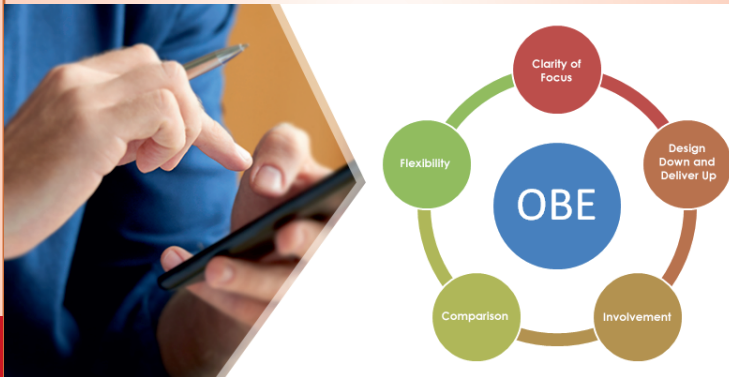 Clarity of
Focus
Design
Down and
Deliver Up
Involvement
Comparison
Flexibility
OBE